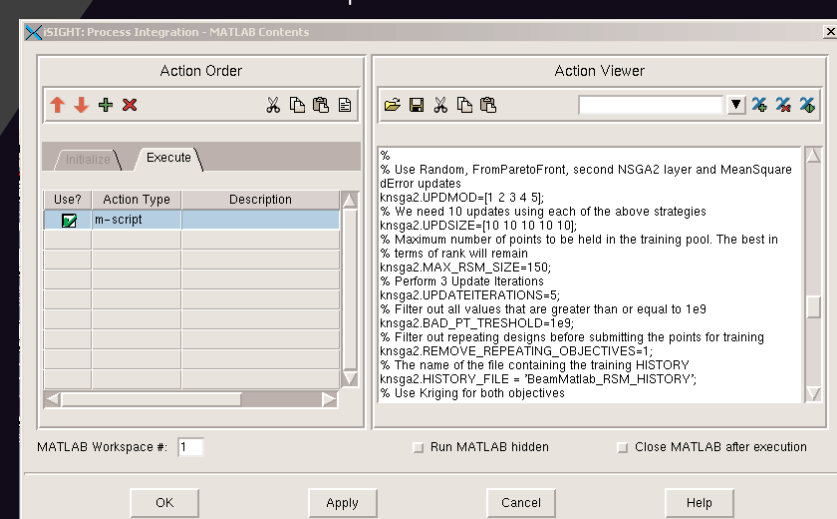 iSIGHT: Process Integration - MATLAB Contents
Action Order
Initialize
Execute
Use?
Action Type
Description
m-script
Action Viewer
%
% Use Random, FromParetoFront, second NSGA2 layer and MeanSquare
dError updates
knsga2.UPDMOD=[1 2 3 4 5];
% We need 10 updates using each of the above strategies
knsga2.UPDSIZE=[10 10 10 10 10];
% Maximum number of points to be held in the training pool. The best in
% terms of rank will remain
knsga2.MAX_RSM_SIZE=150;
% Perform 3 Update Iterations
knsga2.UPDATEITERATIONS=5;
% Filter out all values that are greater than or equal to 1e9
knsga2.BAD_PT_TRESHOLD=1e9;
% Filter out repeating designs before submitting the points for training
knsga2.REMOVE_REPEATING_OBJECTIVES=1;
% The name of the file containing the training HISTORY
knsga2.HISTORY_FILE = 'BeamMatlab_RSM_HISTORY';
% Use Kriging for both objectives
MATLAB Workspace #: 1
Run MATLAB hidden
Close MATLAB after execution
OK
Apply
Cancel
Help